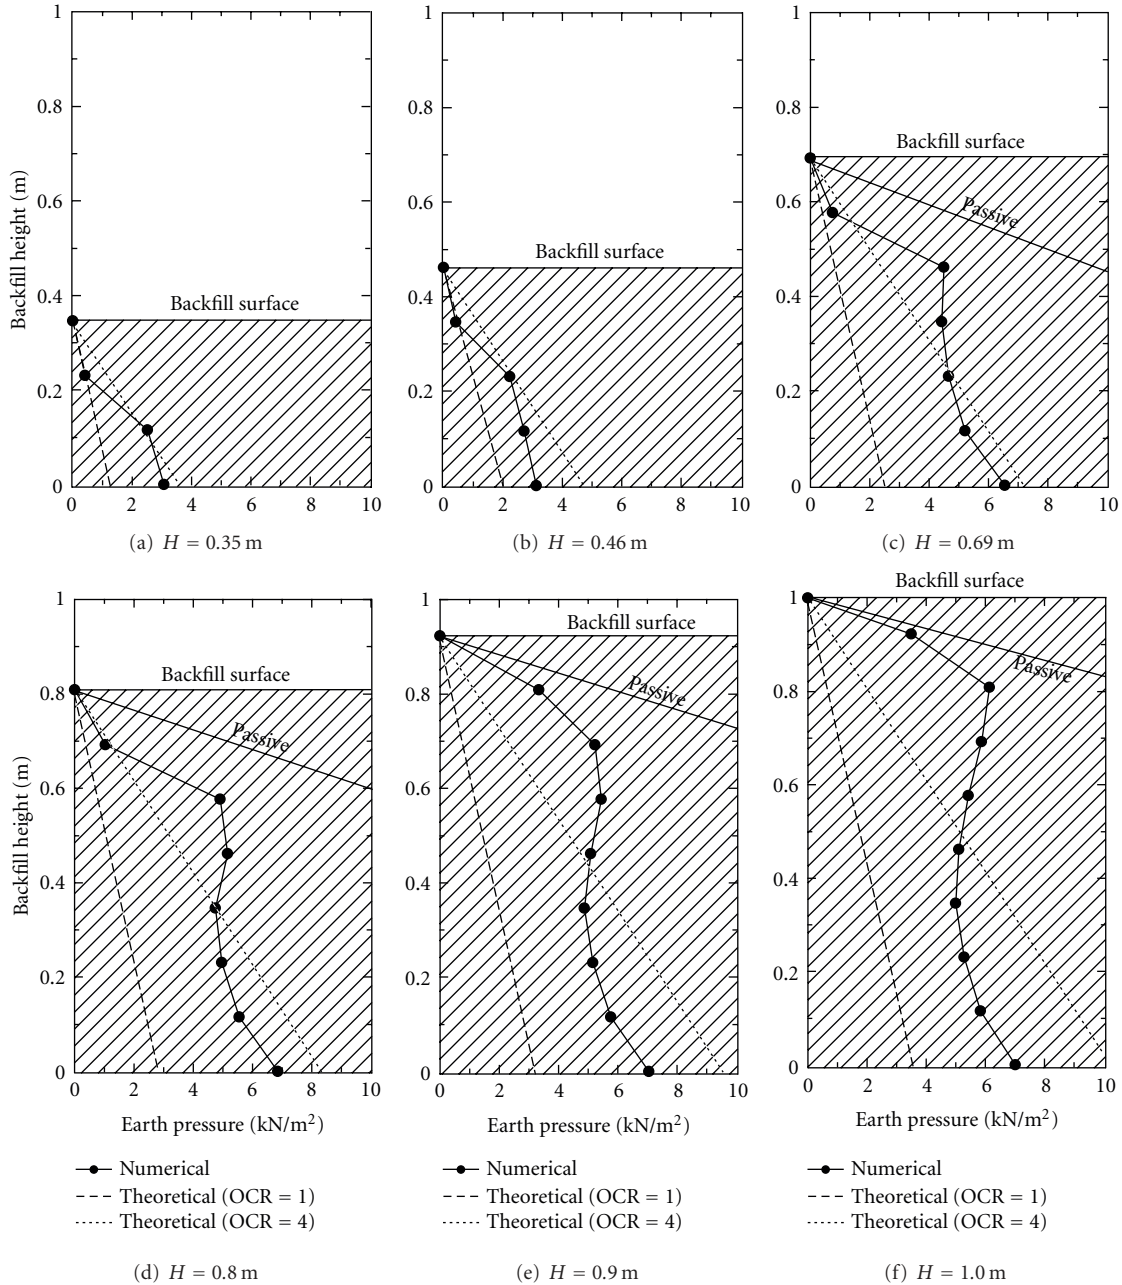 1
0.8
0.6
0.4
0.2
0
Backfill height (m)
Backfill surface
0 2 4 6 8 10
(a) H = 0.35 m
1
0.8
0.6
0.4
0.2
0
Backfill surface
0 2 4 6 8 10
(b) H = 0.46 m
1
0.8
0.6
0.4
0.2
0
Backfill surface
Passive
0 2 4 6 8 10
(c) H = 0.69 m
1
0.8
0.6
0.4
0.2
0
Backfill height (m)
Backfill surface
Passive
0 2 4 6 8 10
Earth pressure (kN/m²)
Numerical
Theoretical (OCR = 1)
Theoretical (OCR = 4)
(d) H = 0.8 m
1
0.8
0.6
0.4
0.2
0
Backfill surface
Passive
0 2 4 6 8 10
Earth pressure (kN/m²)
Numerical
Theoretical (OCR = 1)
Theoretical (OCR = 4)
(e) H = 0.9 m
Backfill surface
1
0.8
0.6
0.4
0.2
0
Passive
0 2 4 6 8 10
Earth pressure (kN/m²)
Numerical
Theoretical (OCR = 1)
Theoretical (OCR = 4)
(f) H = 1.0 m